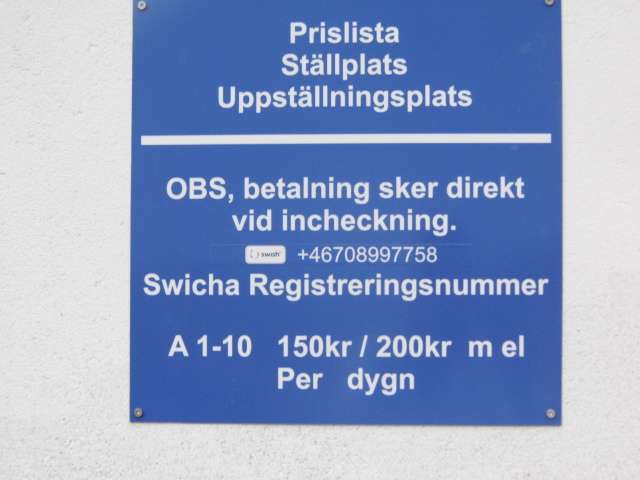 Prislista
Ställplats
Uppställningsplats
OBS, betalning sker direkt
vid incheckning.
swish +46708997758
Swicha Registreringsnummer
A 1-10 150kr / 200kr m el
Per dygn